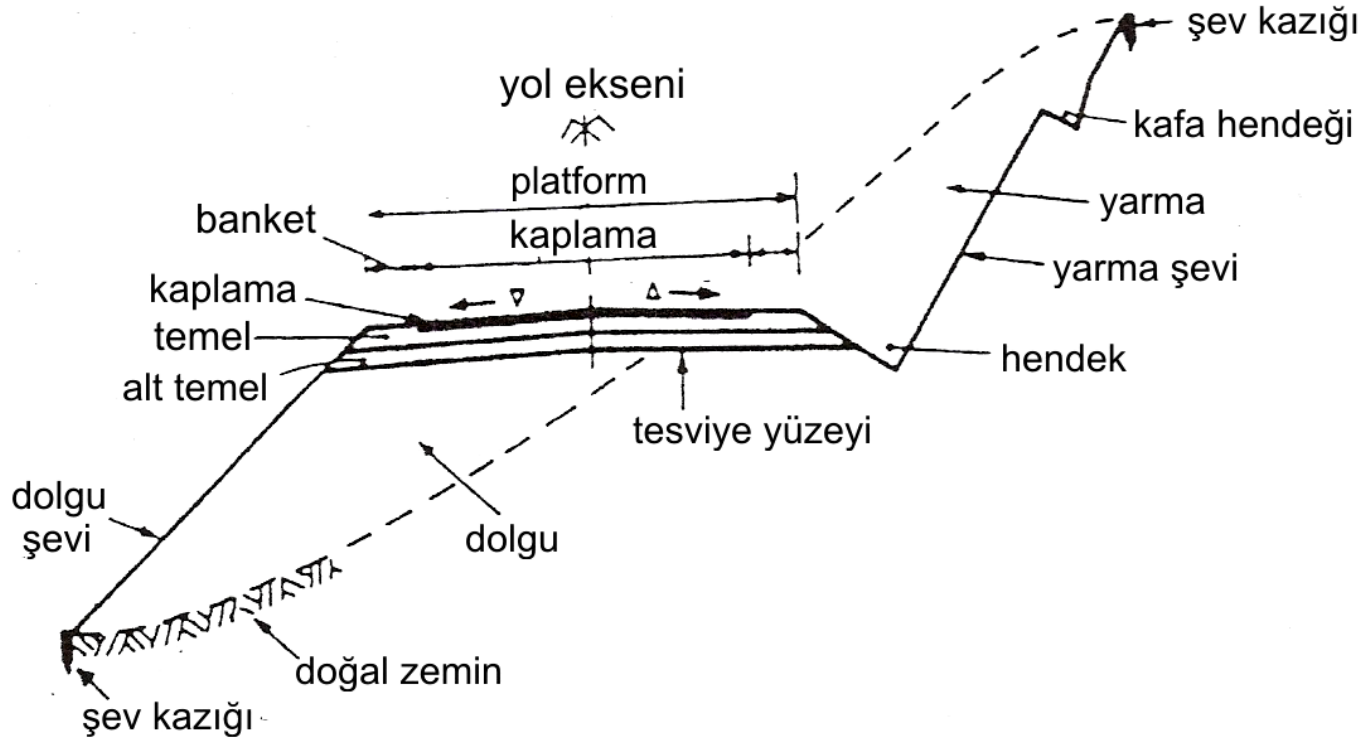 şev kazığı
yol ekseni
kafa hendeği
platform
yarma
banket
kaplama
yarma şevi
kaplama
temel
hendek
alt temel
tesviye yüzeyi
dolgu
şevi
dolgu
doğal zemin
şev kazığı